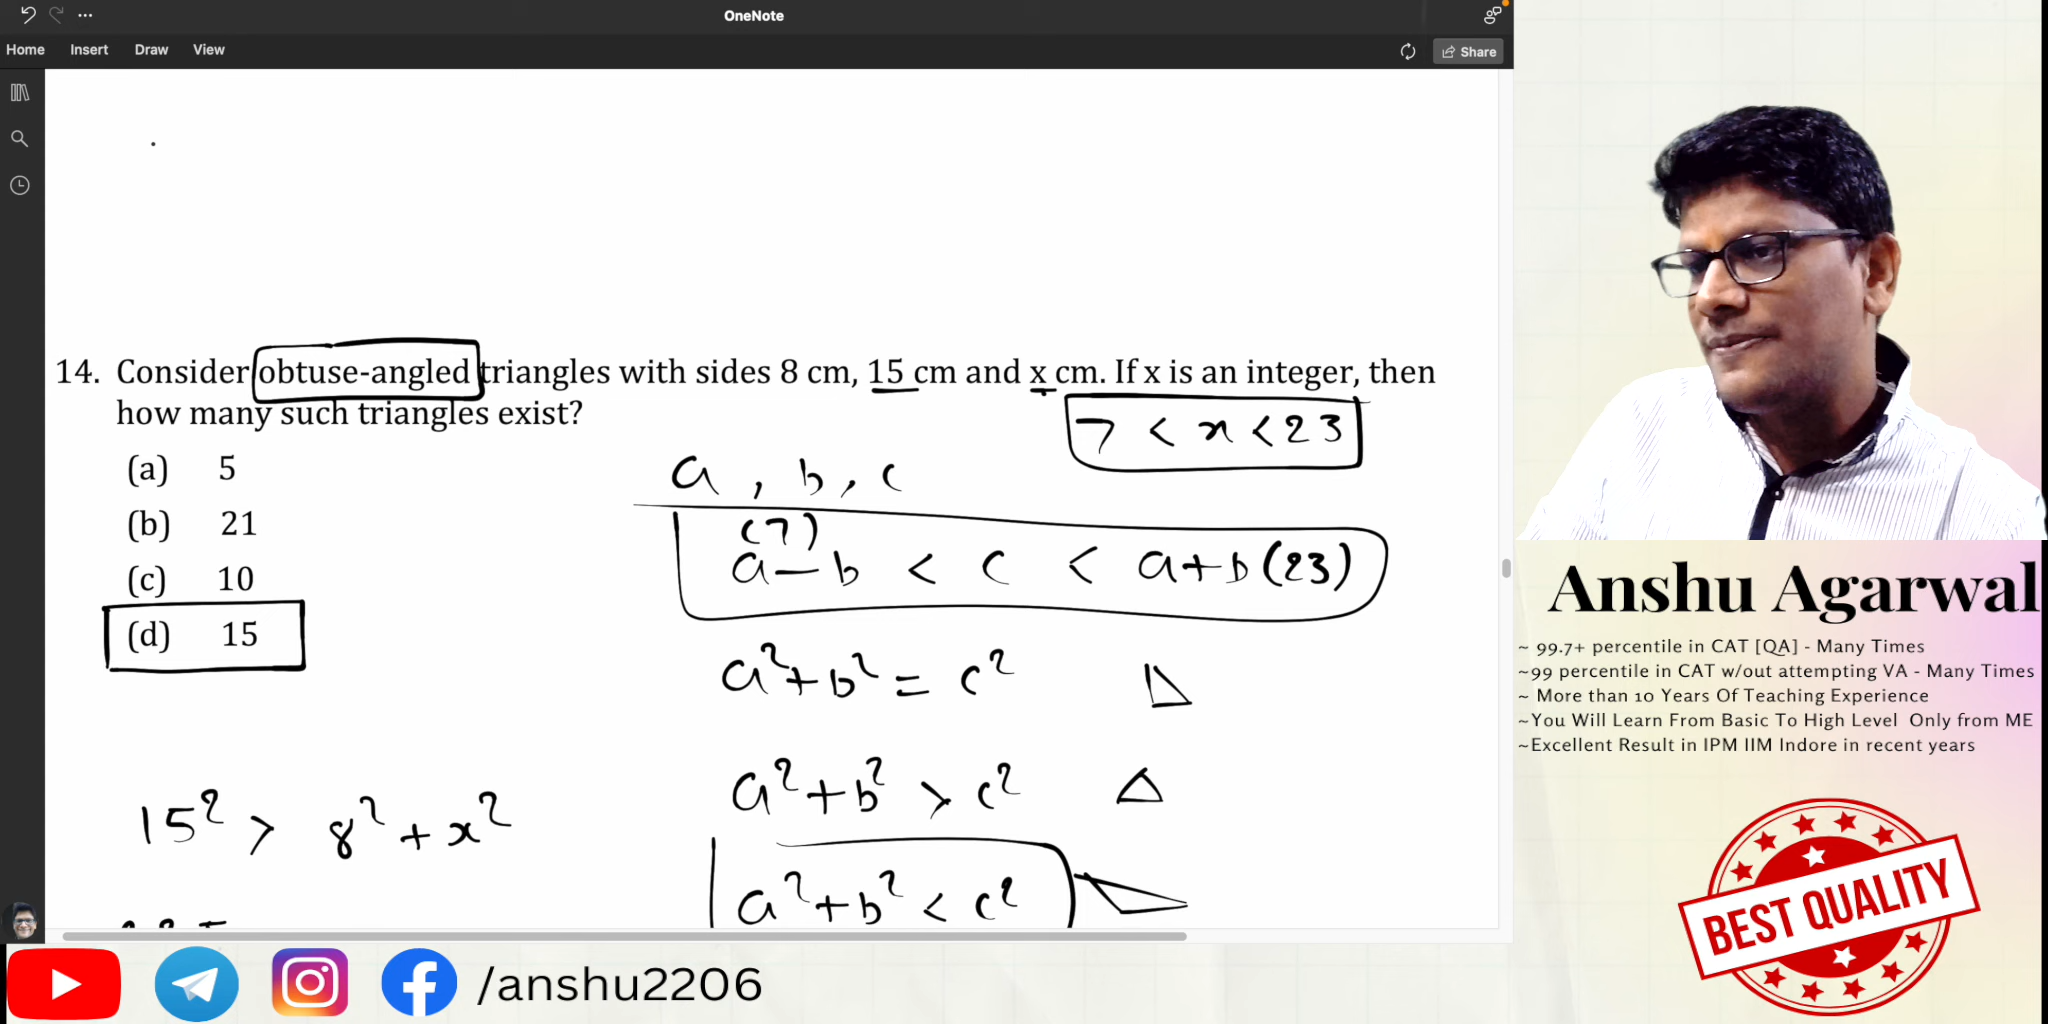 OneNote
Home Insert Draw View
Share
14. Consider obtuse-angled triangles with sides 8 cm, 15 cm and x cm. If x is an integer, then
how many such triangles exist?
7 < x < 23
(a) 5
(b) 21
(c) 10
(d) 15
a , b , c
(7)
a – b < c < a + b (23)
a² + b² = c²
a² + b² > c²
a² + b² < c²
15² > 8² + x²
Anshu Agarwal
~ 99.7+ percentile in CAT [QA] - Many Times
~99 percentile in CAT w/out attempting VA - Many Times
~ More than 10 Years Of Teaching Experience
~You Will Learn From Basic To High Level Only from ME
~Excellent Result in IPM IIM Indore in recent years
BEST QUALITY
/anshu2206